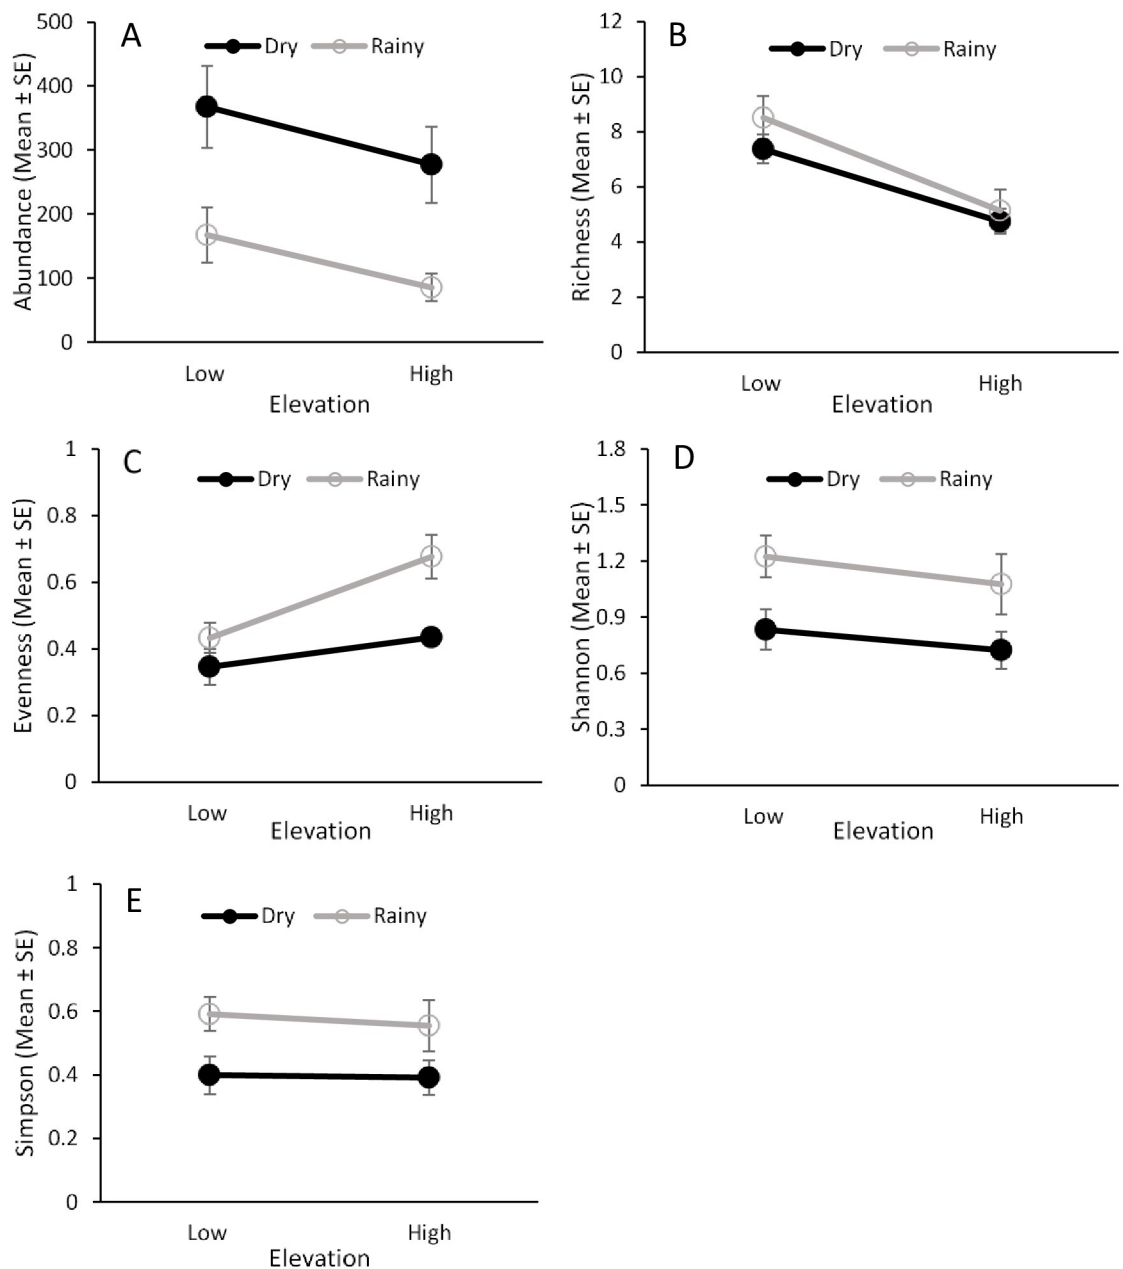 A
Dry Rainy
Abundance (Mean ± SE)
500
400
300
200
100
0
Low High
Elevation
B
Dry Rainy
Richness (Mean ± SE)
12
10
8
6
4
2
0
Low High
Elevation
C
Dry Rainy
Evenness (Mean ± SE)
1
0.8
0.6
0.4
0.2
0
Low High
Elevation
D
Dry Rainy
Shannon (Mean ± SE)
1.8
1.5
1.2
0.9
0.6
0.3
0
Low High
Elevation
E
Dry Rainy
Simpson (Mean ± SE)
1
0.8
0.6
0.4
0.2
0
Low High
Elevation